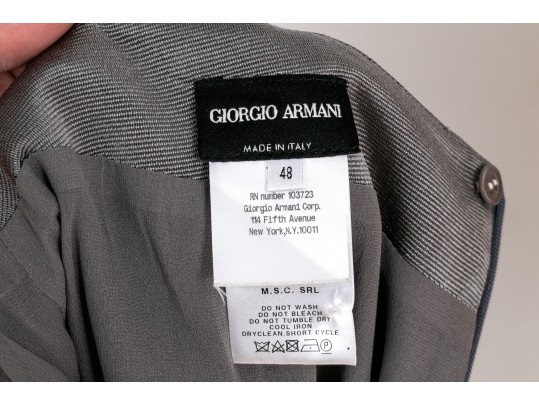 GIORGIO ARMANI
MADE IN ITALY
48
RN number 103723
Giorgio Armani Corp.
114 Fifth Avenue
New York,N.Y.10011
M.S.C. SRL
DO NOT WASH
DO NOT BLEACH
DO NOT TUMBLE DRY
COOL IRON
DRYCLEAN,SHORT CYCLE
P